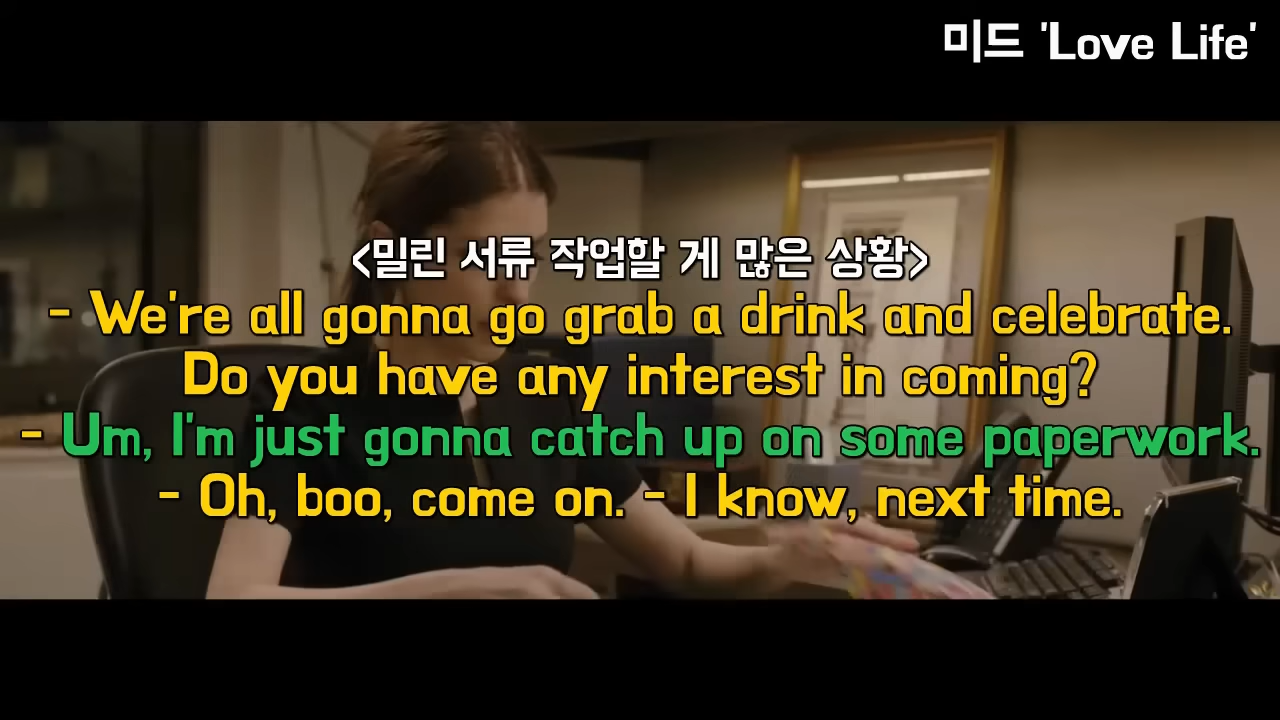 미드 'Love Life'
<밀린 서류 작업할 게 많은 상황>
- We're all gonna go grab a drink and celebrate.
Do you have any interest in coming?
- Um, I'm just gonna catch up on some paperwork.
- Oh, boo, come on. - I know, next time.